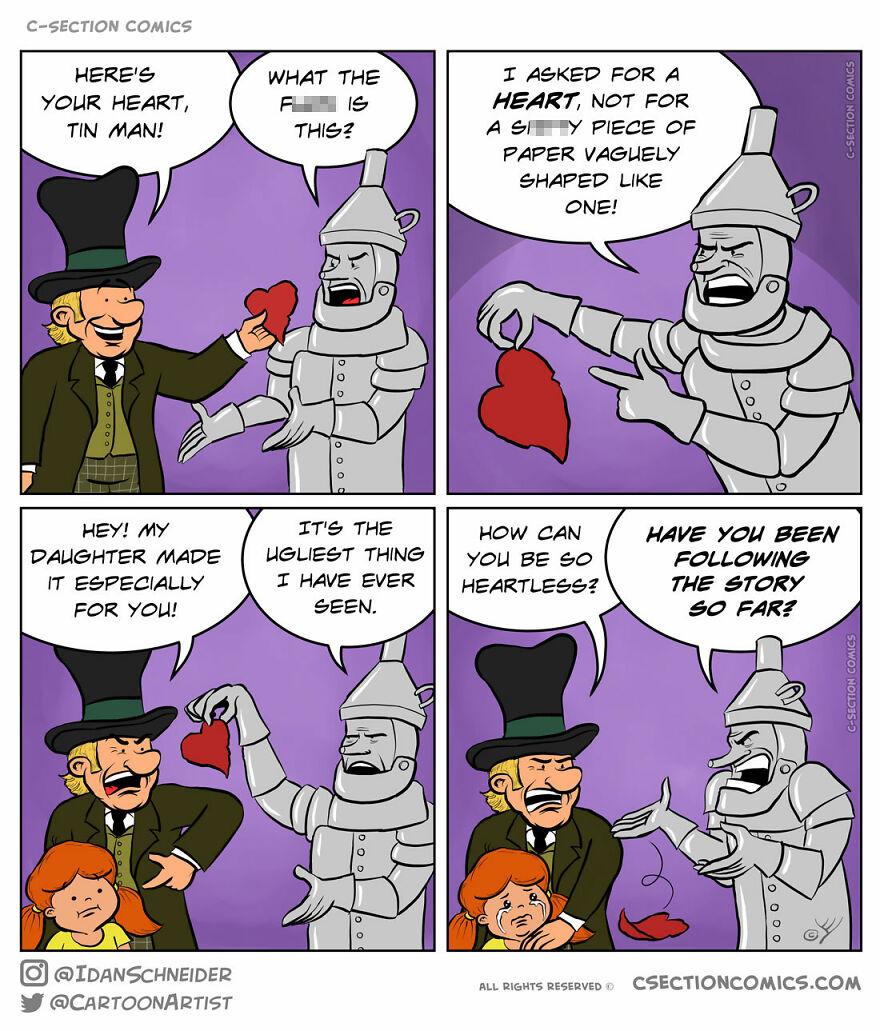 C-SECTION COMICS
HERE'S
YOUR HEART,
TIN MAN!
WHAT THE
IS
THIS?
I ASKED FOR A
HEART, NOT FOR
A PIECE OF
PAPER VAGUELY
SHAPED LIKE
ONE!
C-SECTION COMICS
HEY! MY
DAUGHTER MADE
IT ESPECIALLY
FOR YOU!
IT'S THE
UGLIEST THING
I HAVE EVER
SEEN.
HOW CAN
YOU BE SO
HEARTLESS?
HAVE YOU BEEN
FOLLOWING
THE STORY
SO FAR?
C-SECTION COMICS
@IDANSCHNEIDER
@CARTOONARTIST
ALL RIGHTS RESERVED © CSECTIONCOMICS.COM